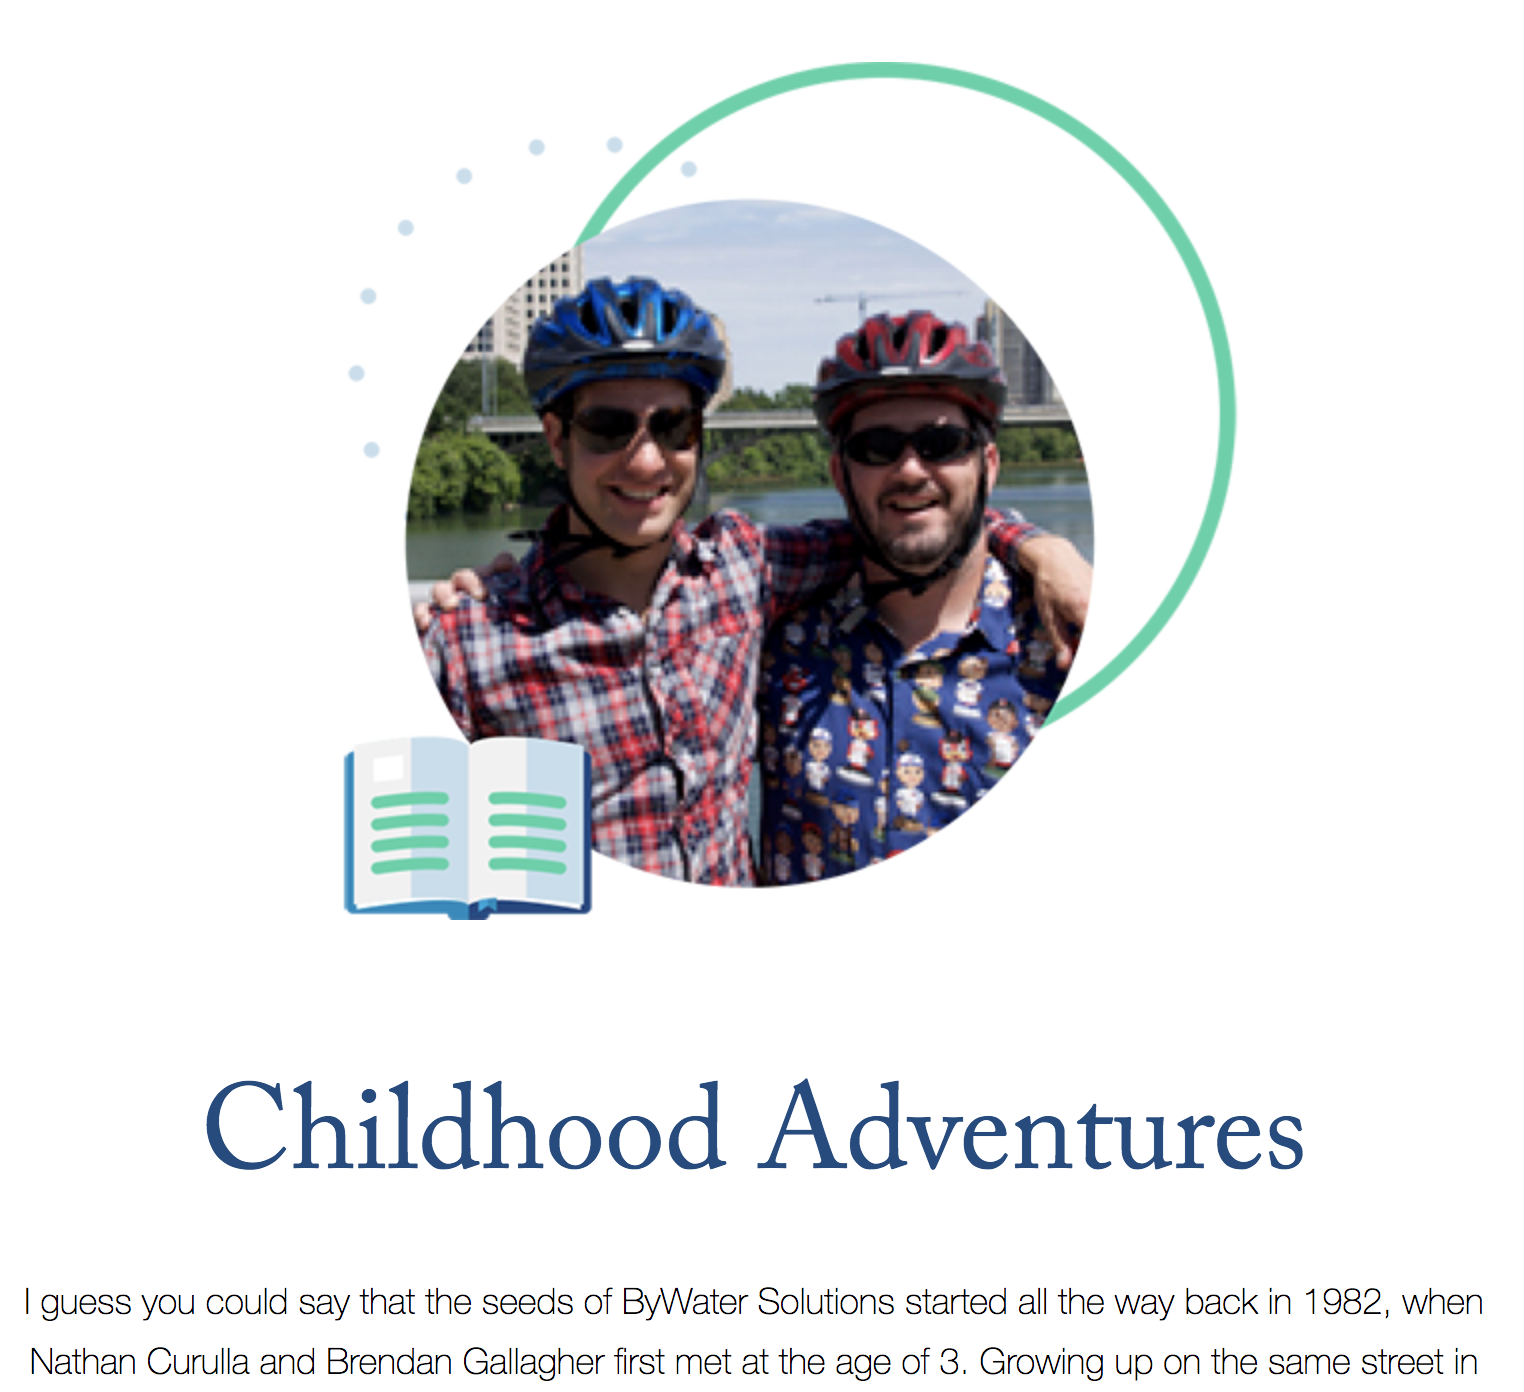 Childhood Adventures
I guess you could say that the seeds of ByWater Solutions started all the way back in 1982, when
Nathan Curulla and Brendan Gallagher first met at the age of 3. Growing up on the same street in